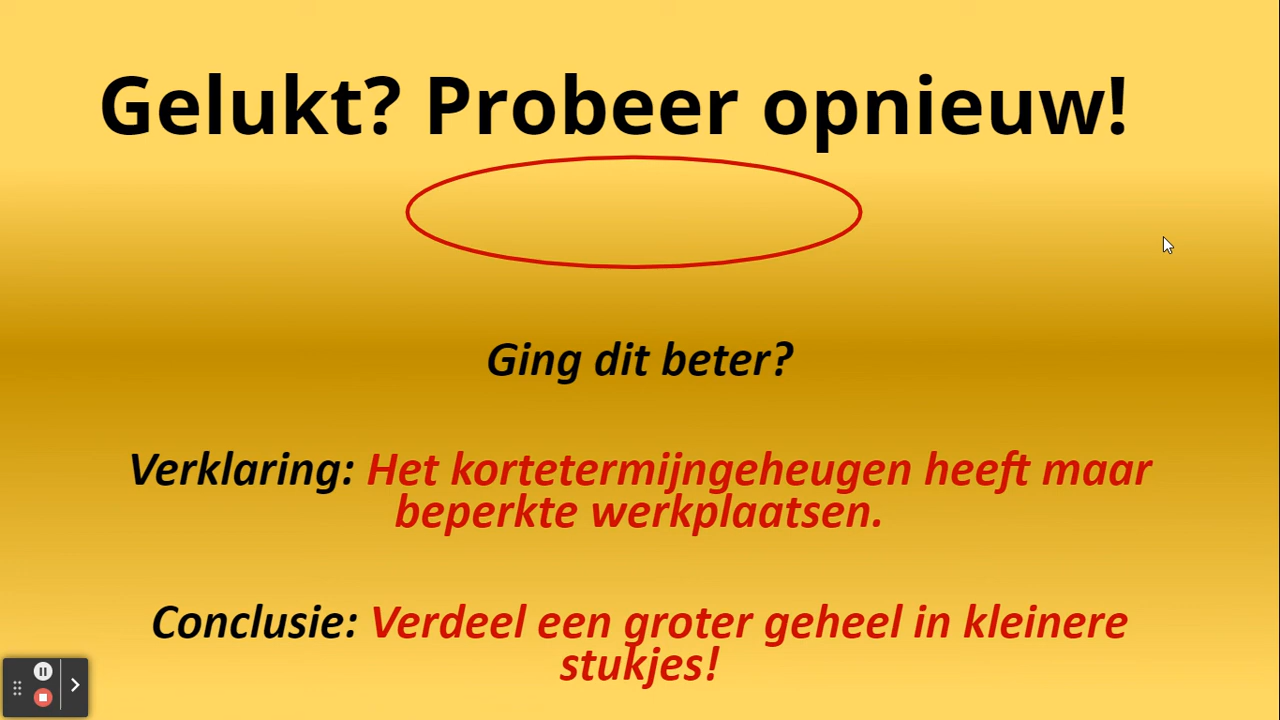 Gelukt? Probeer opnieuw!
Ging dit beter?
Verklaring: Het kortetermijngeheugen heeft maar
beperkte werkplaatsen.
Conclusie: Verdeel een groter geheel in kleinere
stukjes!